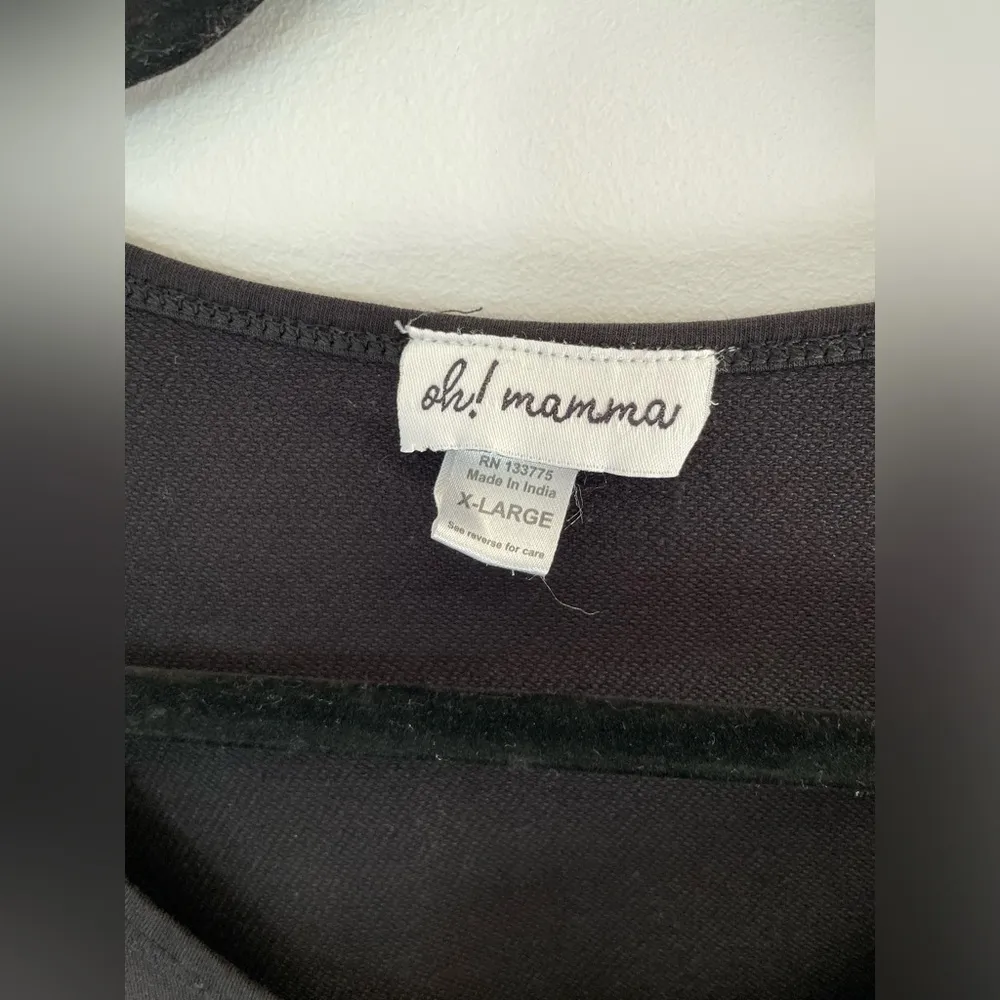 oh! mamma
RN 133775
Made In India
X-LARGE
See reverse for care